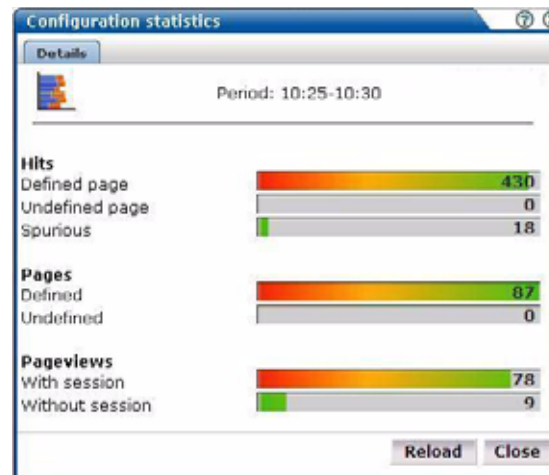 Configuration statistics
Details
Period: 10:25-10:30
Hits
Defined page 430
Undefined page 0
Spurious 18
Pages
Defined 87
Undefined 0
Pageviews
With session 78
Without session 9
Reload Close